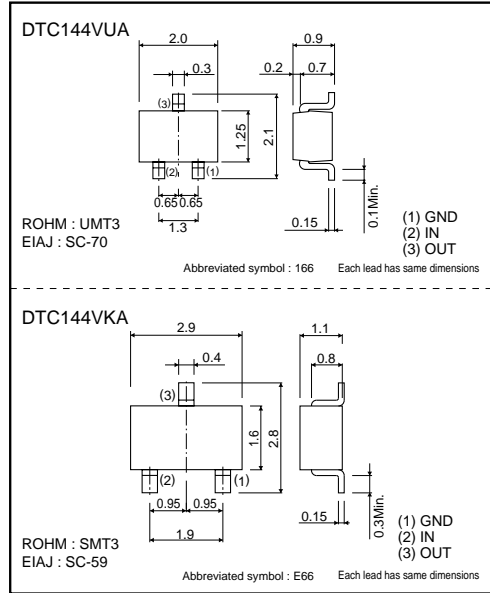 DTC144VUA
2.0
0.3
(3)
1.25
2.1
(2)
(1)
0.65 0.65
1.3
0.9
0.2 0.7
0.15
0.1Min.
ROHM : UMT3
EIAJ : SC-70
(1) GND
(2) IN
(3) OUT
Abbreviated symbol : 166 Each lead has same dimensions
DTC144VKA
2.9
0.4
(3)
1.6
2.8
(2)
(1)
0.95 0.95
1.9
1.1
0.8
0.15
0.3Min.
ROHM : SMT3
EIAJ : SC-59
(1) GND
(2) IN
(3) OUT
Abbreviated symbol : E66 Each lead has same dimensions